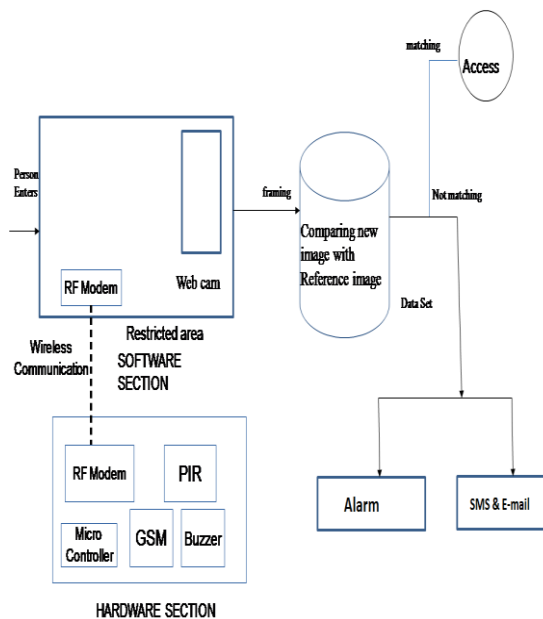 matching
Access
Person
Enters
framing
Not matching
Comparing new
image with
Reference image
Web cam
RF Modem
Data Set
Restricted area
Wireless
Communication
SOFTWARE
SECTION
RF Modem
PIR
Alarm
SMS & E-mail
Micro
Controller
GSM
Buzzer
HARDWARE SECTION